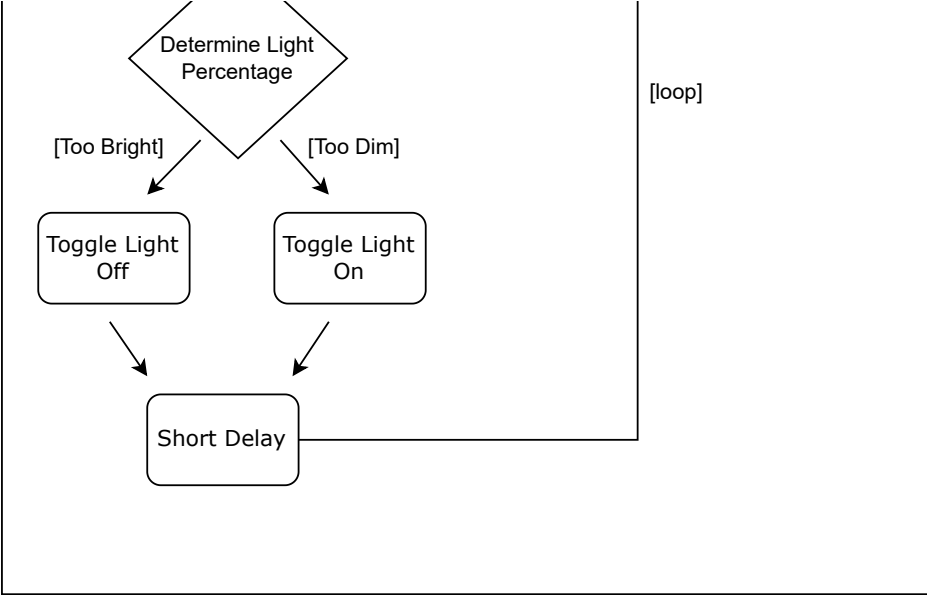 Determine Light
Percentage
[loop]
[Too Bright]
[Too Dim]
Toggle Light
Off
Toggle Light
On
Short Delay